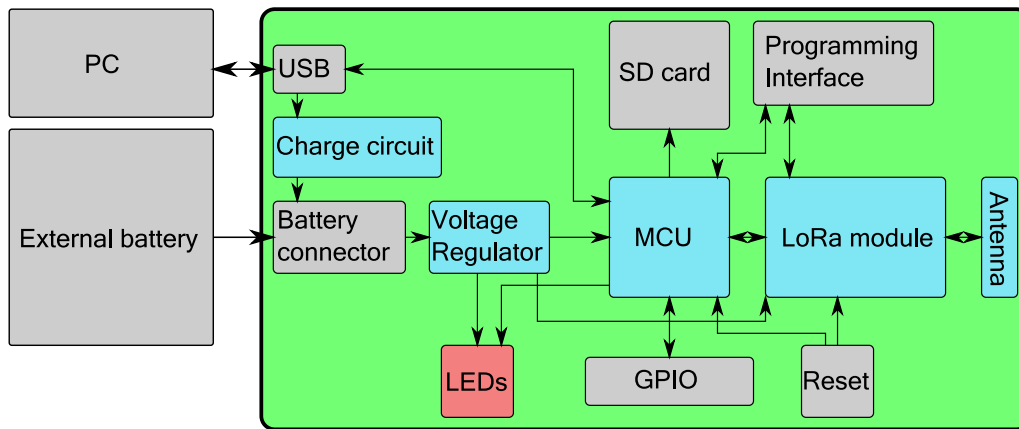 PC
USB
SD card
Programming
Interface
Charge circuit
External battery
Battery
connector
Voltage
Regulator
MCU
LoRa module
Antenna
LEDs
GPIO
Reset